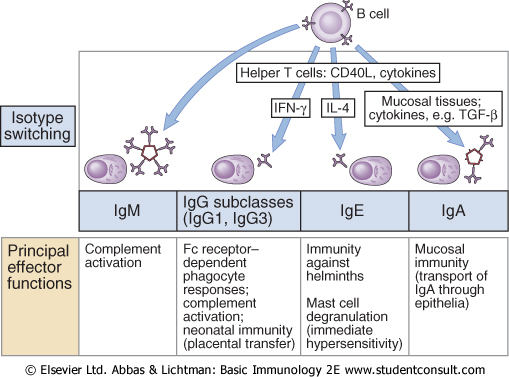 B cell
Helper T cells: CD40L, cytokines
IFN-γ
IL-4
Mucosal tissues;
cytokines, e.g. TGF-β
Isotype
switching
IgM
IgG subclasses
(IgG1, IgG3)
IgE
IgA
Principal
effector
functions
Complement
activation
Fc receptor–
dependent
phagocyte
responses;
complement
activation;
neonatal immunity
(placental transfer)
Immunity
against
helminths
Mast cell
degranulation
(immediate
hypersensitivity)
Mucosal
immunity
(transport of
IgA through
epithelia)
© Elsevier Ltd. Abbas & Lichtman: Basic Immunology 2E www.studentconsult.com